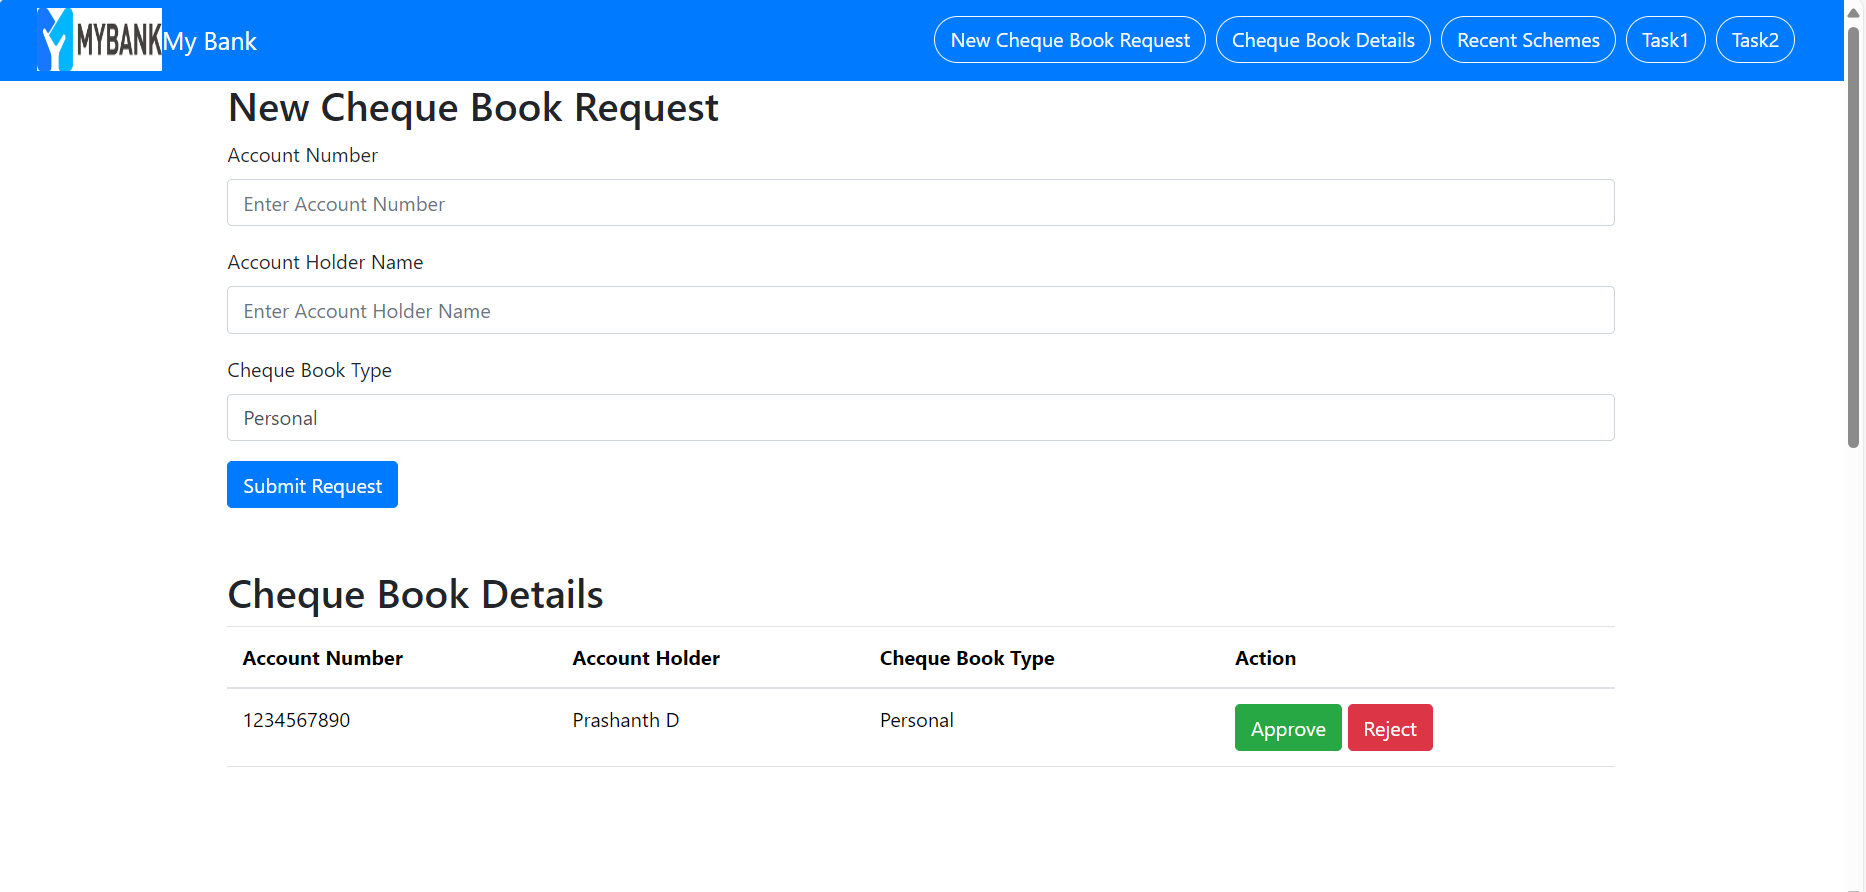 MYBANK My Bank New Cheque Book Request Cheque Book Details Recent Schemes Task1 Task2
New Cheque Book Request
Account Number
Enter Account Number
Account Holder Name
Enter Account Holder Name
Cheque Book Type
Personal
Submit Request
Cheque Book Details
Account Number Account Holder Cheque Book Type Action
1234567890 Prashanth D Personal Approve Reject